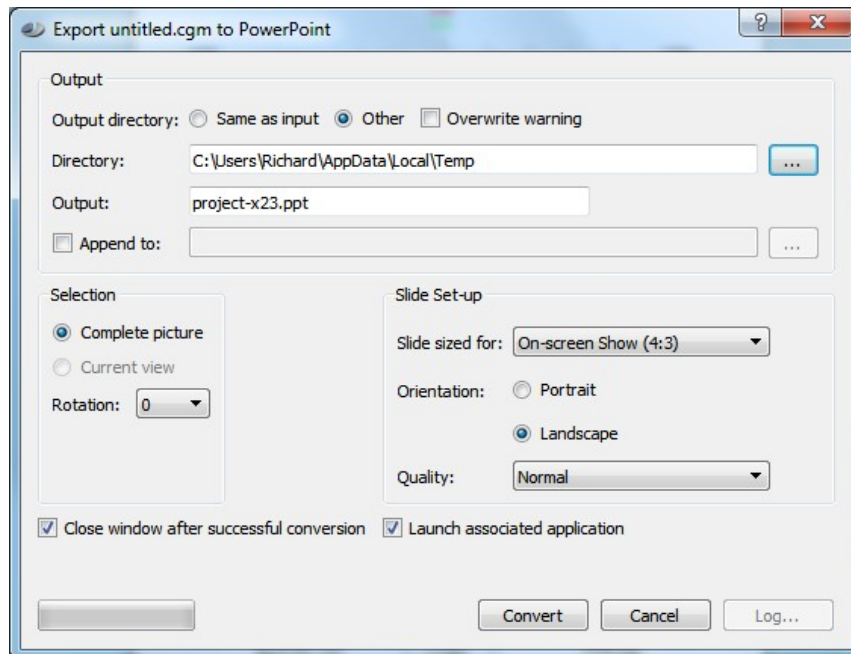 Export untitled.cgm to PowerPoint
Output
Output directory: Same as input Other Overwrite warning
Directory: C:\Users\Richard\AppData\Local\Temp ...
Output: project-x23.ppt
Append to: ...
Selection
Complete picture
Current view
Rotation: 0
Slide Set-up
Slide sized for: On-screen Show (4:3)
Orientation: Portrait
Landscape
Quality: Normal
Close window after successful conversion Launch associated application
Convert Cancel Log...